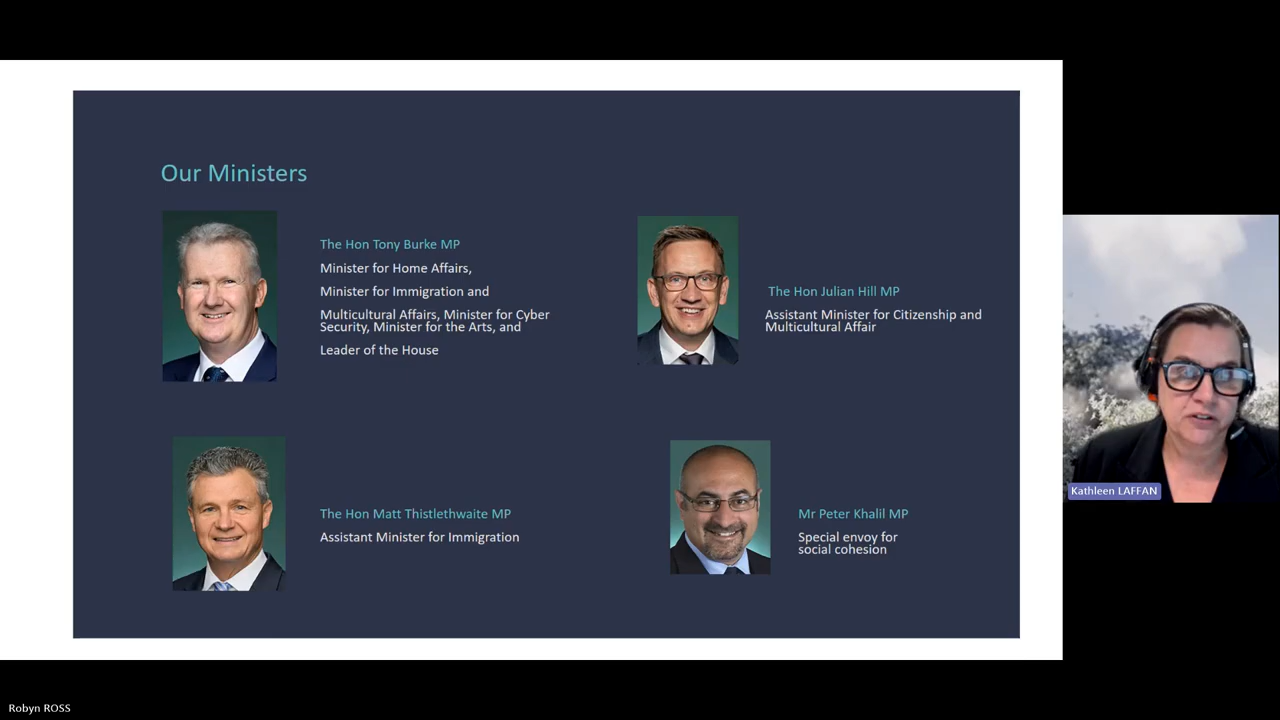 Our Ministers
The Hon Tony Burke MP
Minister for Home Affairs,
Minister for Immigration and
Multicultural Affairs, Minister for Cyber
Security, Minister for the Arts, and
Leader of the House
The Hon Julian Hill MP
Assistant Minister for Citizenship and
Multicultural Affair
The Hon Matt Thistlethwaite MP
Assistant Minister for Immigration
Mr Peter Khalil MP
Special envoy for
social cohesion
Kathleen LAFFAN
Robyn ROSS